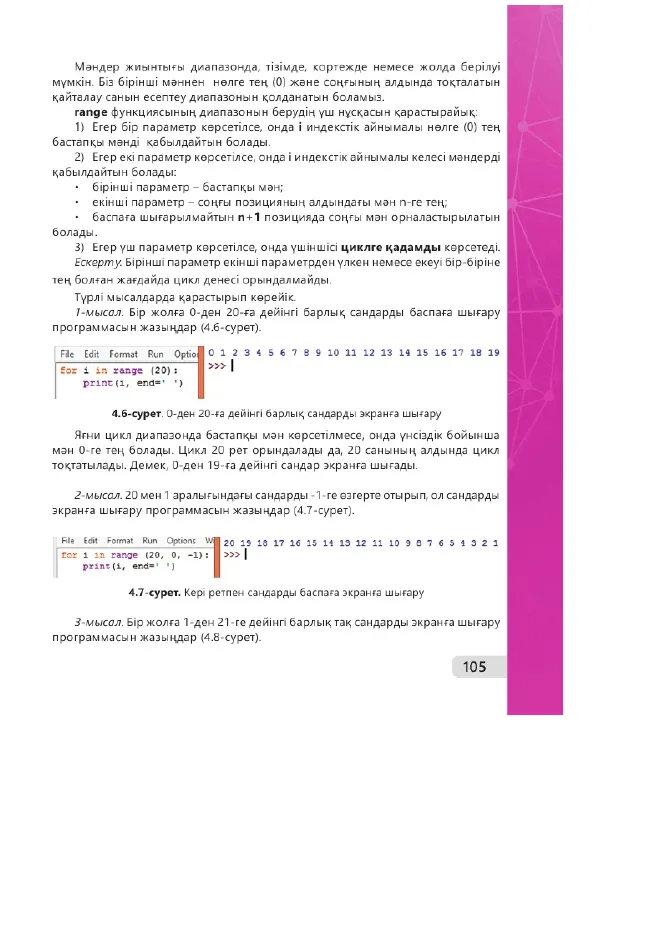 Мәндер жиынтығы диапазонда, тізімде, кортежде немесе жолда берілуі
мүмкін. Біз бірінші мәннен нөлге тең (0) және соңғының алдында тоқталатын
қайталау санын есептеу диапазонын қолданатын боламыз.
range функциясының диапазонын берудің үш нұсқасын қарастырайық:
1) Егер бір параметр көрсетілсе, онда i индекстік айнымалы нөлге (0) тең
бастапқы мәнді қабылдайтын болады.
2) Егер екі параметр көрсетілсе, онда i индекстік айнымалы келесі мәндерді
қабылдайтын болады:
• бірінші параметр – бастапқы мән;
• екінші параметр – соңғы позицияның алдындағы мән n-ге тең;
• баспаға шығарылмайтын n+1 позицияда соңғы мән орналастырылатын
болады.
3) Егер үш параметр көрсетілсе, онда үшіншісі циклге қадамды көрсетеді.
Ескерту. Бірінші параметр екінші параметрден үлкен немесе екеуі бір-біріне
тең болған жағдайда цикл денесі орындалмайды.
Түрлі мысалдарда қарастырып көрейік.
1-мысал. Бір жолға 0-ден 20-ға дейінгі барлық сандарды баспаға шығару
программасын жазыңдар (4.6-сурет).
File Edit Format Run Optio
for i in range (20):
print(i, end=' ')
0 1 2 3 4 5 6 7 8 9 10 11 12 13 14 15 16 17 18 19
>>>
4.6-сурет. 0-ден 20-ға дейінгі барлық сандарды экранға шығару
Яғни цикл диапазонда бастапқы мән көрсетілмесе, онда үнсіздік бойынша
мән 0-ге тең болады. Цикл 20 рет орындалады да, 20 санының алдында цикл
тоқтатылады. Демек, 0-ден 19-ға дейінгі сандар экранға шығады.
2-мысал. 20 мен 1 аралығындағы сандарды -1-ге өзгерте отырып, ол сандарды
экранға шығару программасын жазыңдар (4.7-сурет).
File Edit Format Run Options W
for i in range (20, 0, -1):
print(i, end=' ')
20 19 18 17 16 15 14 13 12 11 10 9 8 7 6 5 4 3 2 1
>>>
4.7-сурет. Кері ретпен сандарды баспаға экранға шығару
3-мысал. Бір жолға 1-ден 21-ге дейінгі барлық тақ сандарды экранға шығару
программасын жазыңдар (4.8-сурет).
105